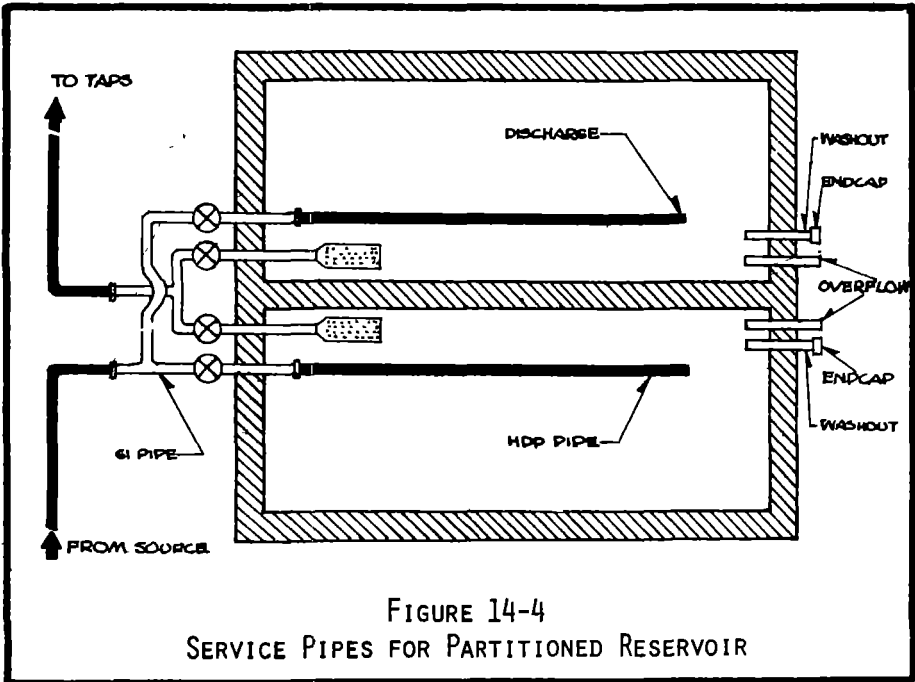 TO TAPS
DISCHARGE
WASHOUT
ENDCAP
OVERFLOW
ENDCAP
WASHOUT
HDP PIPE
GI PIPE
FROM SOURCE
FIGURE 14-4
SERVICE PIPES FOR PARTITIONED RESERVOIR